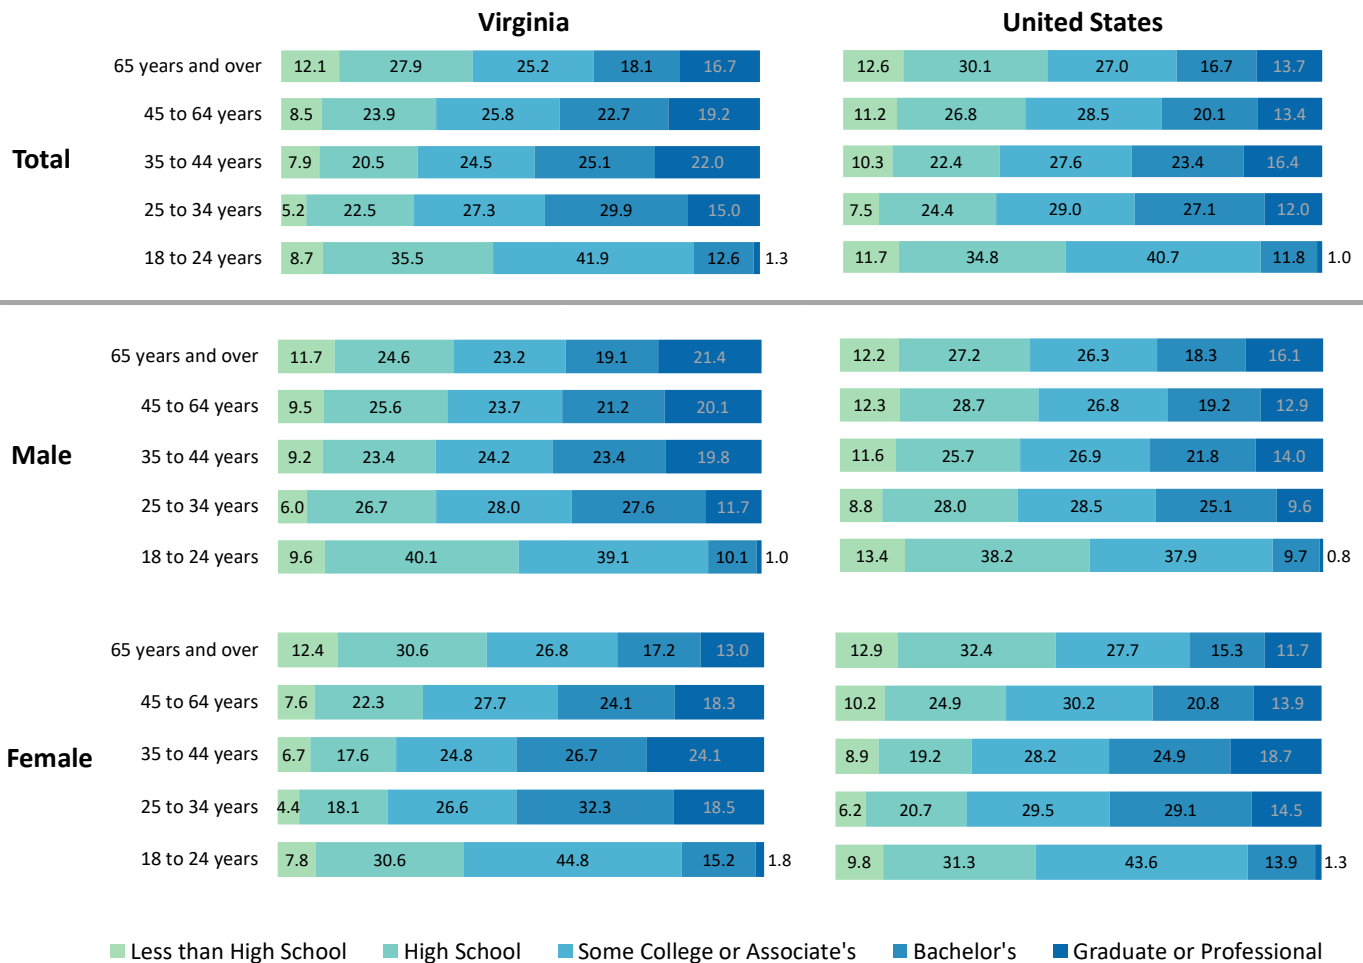 Virginia United States
65 years and over 12.1 27.9 25.2 18.1 16.7 12.6 30.1 27.0 16.7 13.7
45 to 64 years 8.5 23.9 25.8 22.7 19.2 11.2 26.8 28.5 20.1 13.4
Total 35 to 44 years 7.9 20.5 24.5 25.1 22.0 10.3 22.4 27.6 23.4 16.4
25 to 34 years 5.2 22.5 27.3 29.9 15.0 7.5 24.4 29.0 27.1 12.0
18 to 24 years 8.7 35.5 41.9 12.6 1.3 11.7 34.8 40.7 11.8 1.0
65 years and over 11.7 24.6 23.2 19.1 21.4 12.2 27.2 26.3 18.3 16.1
45 to 64 years 9.5 25.6 23.7 21.2 20.1 12.3 28.7 26.8 19.2 12.9
Male 35 to 44 years 9.2 23.4 24.2 23.4 19.8 11.6 25.7 26.9 21.8 14.0
25 to 34 years 6.0 26.7 28.0 27.6 11.7 8.8 28.0 28.5 25.1 9.6
18 to 24 years 9.6 40.1 39.1 10.1 1.0 13.4 38.2 37.9 9.7 0.8
65 years and over 12.4 30.6 26.8 17.2 13.0 12.9 32.4 27.7 15.3 11.7
45 to 64 years 7.6 22.3 27.7 24.1 18.3 10.2 24.9 30.2 20.8 13.9
Female 35 to 44 years 6.7 17.6 24.8 26.7 24.1 8.9 19.2 28.2 24.9 18.7
25 to 34 years 4.4 18.1 26.6 32.3 18.5 6.2 20.7 29.5 29.1 14.5
18 to 24 years 7.8 30.6 44.8 15.2 1.8 9.8 31.3 43.6 13.9 1.3
Less than High School High School Some College or Associate's Bachelor's Graduate or Professional